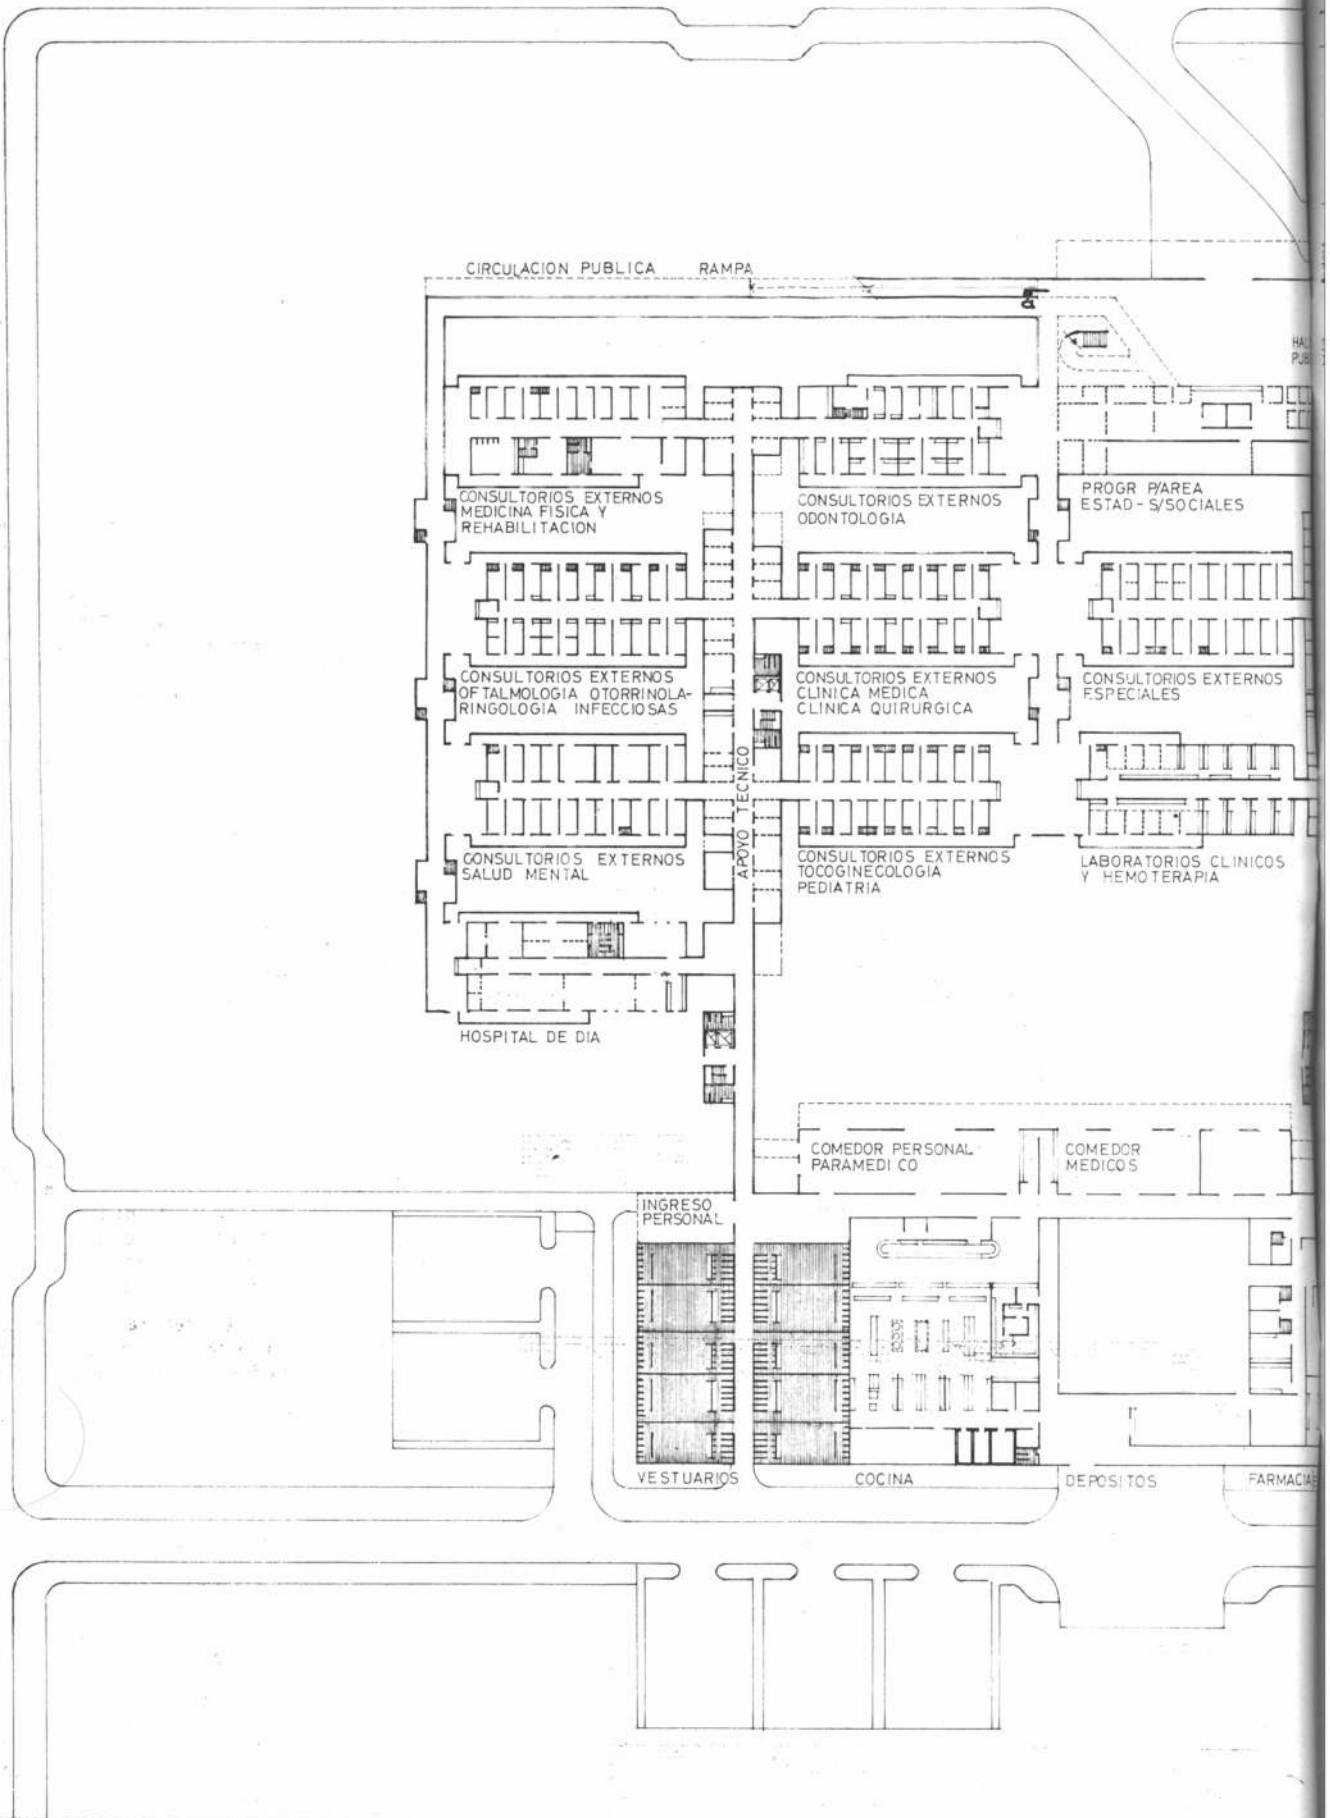 CIRCULACION PUBLICA RAMPA
CONSULTORIOS EXTERNOS
MEDICINA FISICA Y
REHABILITACION
CONSULTORIOS EXTERNOS
ODONTOLOGIA
PROGR P/AREA
ESTAD-S/SOCIALES
CONSULTORIOS EXTERNOS
OFTALMOLOGIA OTORRINOLA-
RINGOLOGIA INFECCIOSAS
CONSULTORIOS EXTERNOS
CLINICA MEDICA
CLINICA QUIRURGICA
CONSULTORIOS EXTERNOS
ESPECIALES
APOYO TECNICO
CONSULTORIOS EXTERNOS
SALUD MENTAL
CONSULTORIOS EXTERNOS
TOCOGINECOLOGIA
PEDIATRIA
LABORATORIOS CLINICOS
Y HEMOTERAPIA
HOSPITAL DE DIA
COMEDOR PERSONAL
PARAMEDICO
COMEDOR
MEDICOS
INGRESO
PERSONAL
VESTUARIOS
COCINA
DEPOSITOS
FARMACIA